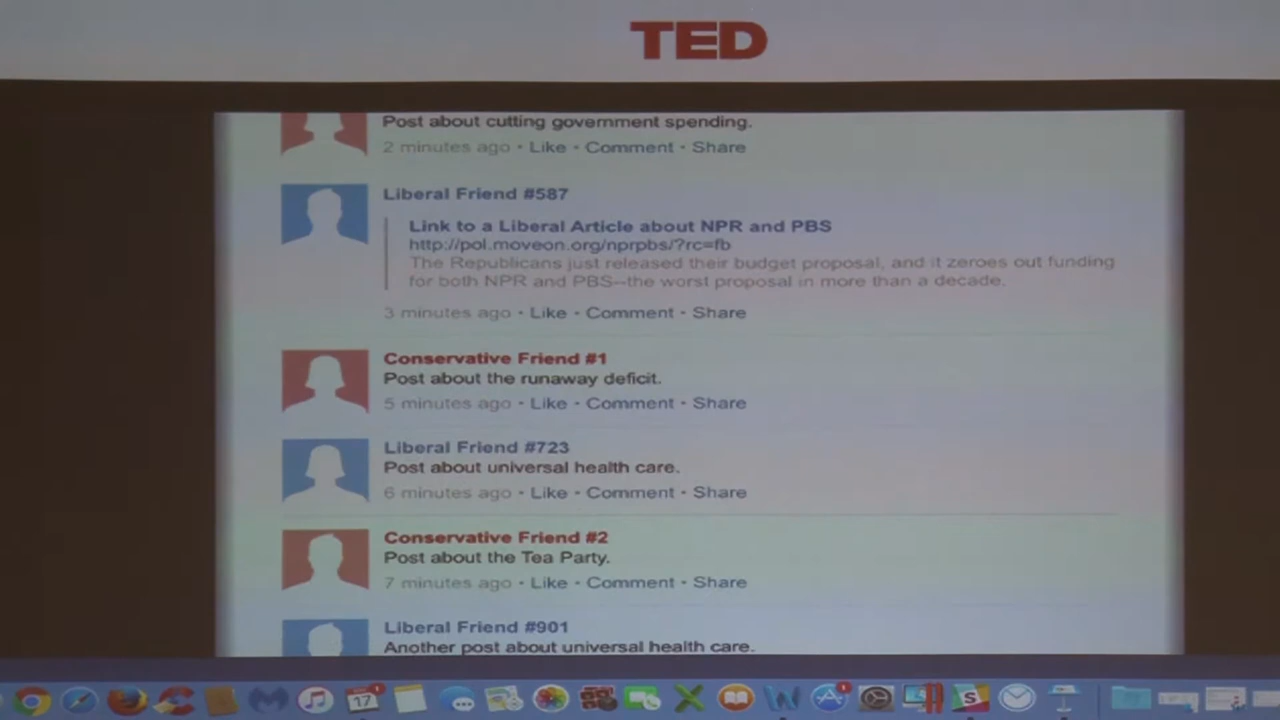 TED
Post about cutting government spending.
2 minutes ago · Like · Comment · Share
Liberal Friend #587
Link to a Liberal Article about NPR and PBS
http://pol.moveon.org/nprpbs/?rc=fb
The Republicans just released their budget proposal, and it zeroes out funding
for both NPR and PBS--the worst proposal in more than a decade.
3 minutes ago · Like · Comment · Share
Conservative Friend #1
Post about the runaway deficit.
5 minutes ago · Like · Comment · Share
Liberal Friend #723
Post about universal health care.
6 minutes ago · Like · Comment · Share
Conservative Friend #2
Post about the Tea Party.
7 minutes ago · Like · Comment · Share
Liberal Friend #901
Another post about universal health care.
17